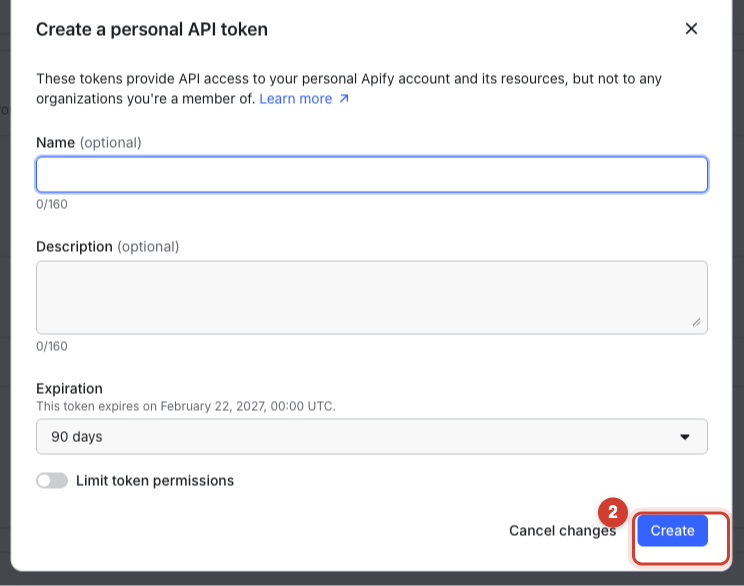 Create a personal API token
These tokens provide API access to your personal Apify account and its resources, but not to any
organizations you're a member of. Learn more
Name (optional)
0/160
Description (optional)
0/160
Expiration
This token expires on February 22, 2027, 00:00 UTC.
90 days
Limit token permissions
2
Cancel changes
Create